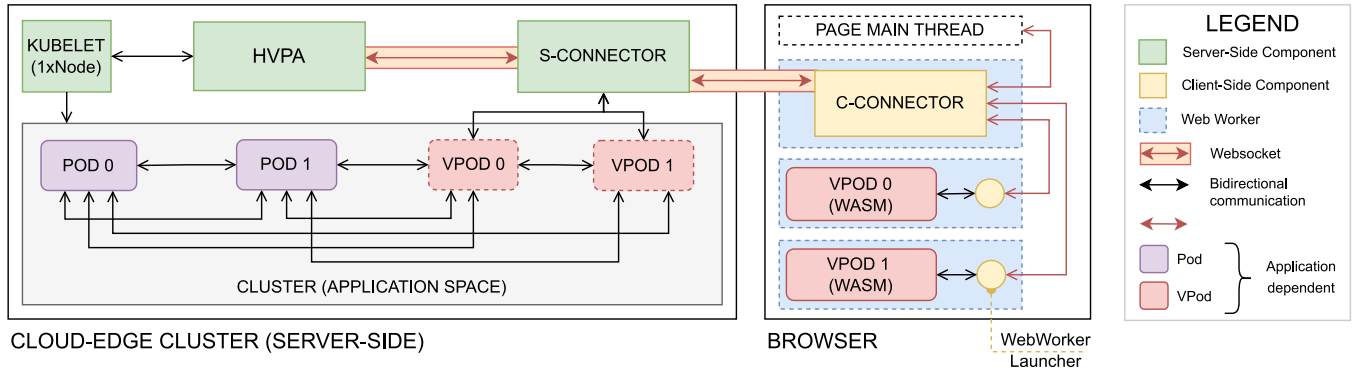 KUBELET
(1xNode)
HVPA
S-CONNECTOR
POD 0
POD 1
VPOD 0
VPOD 1
CLUSTER (APPLICATION SPACE)
CLOUD-EDGE CLUSTER (SERVER-SIDE)
PAGE MAIN THREAD
C-CONNECTOR
VPOD 0
(WASM)
VPOD 1
(WASM)
BROWSER
WebWorker
Launcher
LEGEND
Server-Side Component
Client-Side Component
Web Worker
Websocket
Bidirectional
communication
Pod
VPod
Application
dependent